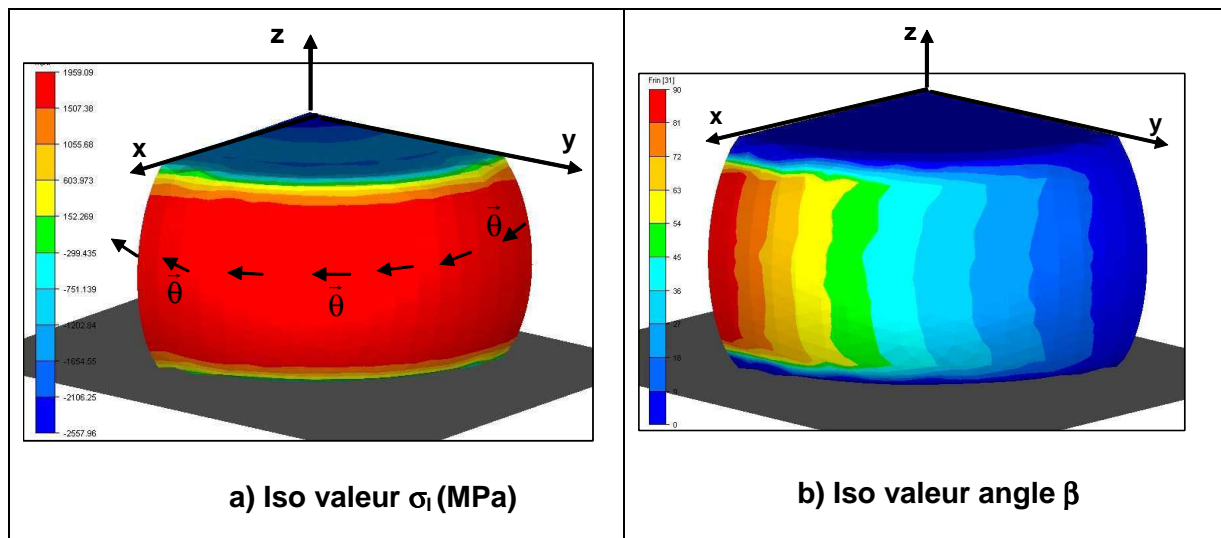 z
1959.09
1507.38
1055.68
603.973
152.269
-299.435
-751.139
-1202.84
-1654.55
-2106.25
-2557.96
x
y
θ
θ
θ
a) Iso valeur σI (MPa)
z
Frin [31]
90
81
72
63
54
45
36
27
18
9
0
x
y
b) Iso valeur angle β